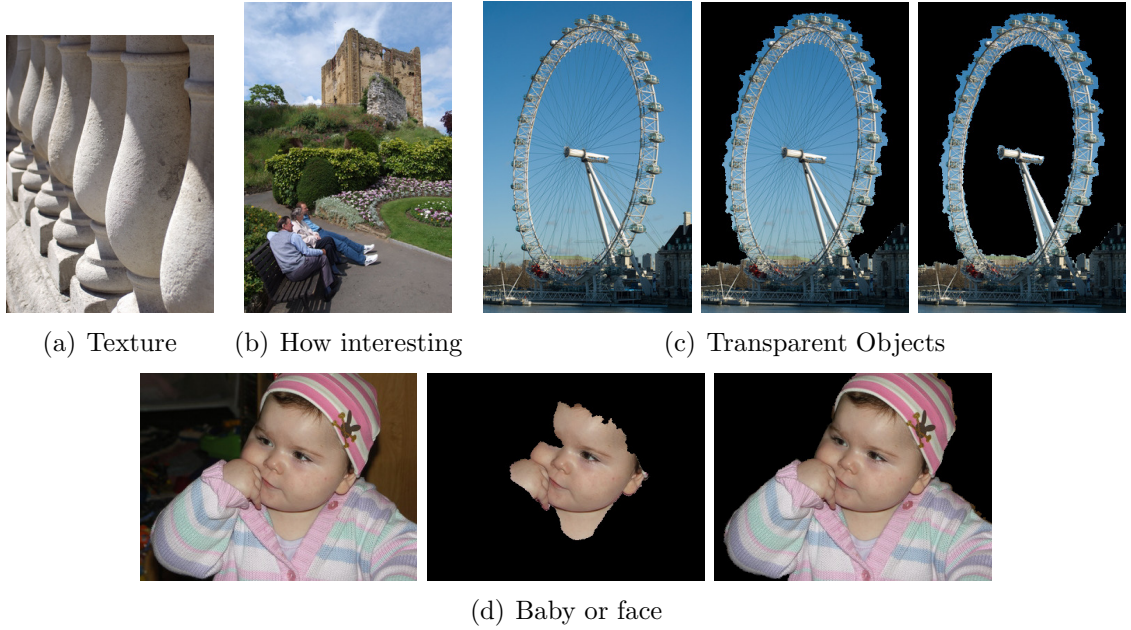 (a) Texture
(b) How interesting
(c) Transparent Objects
(d) Baby or face